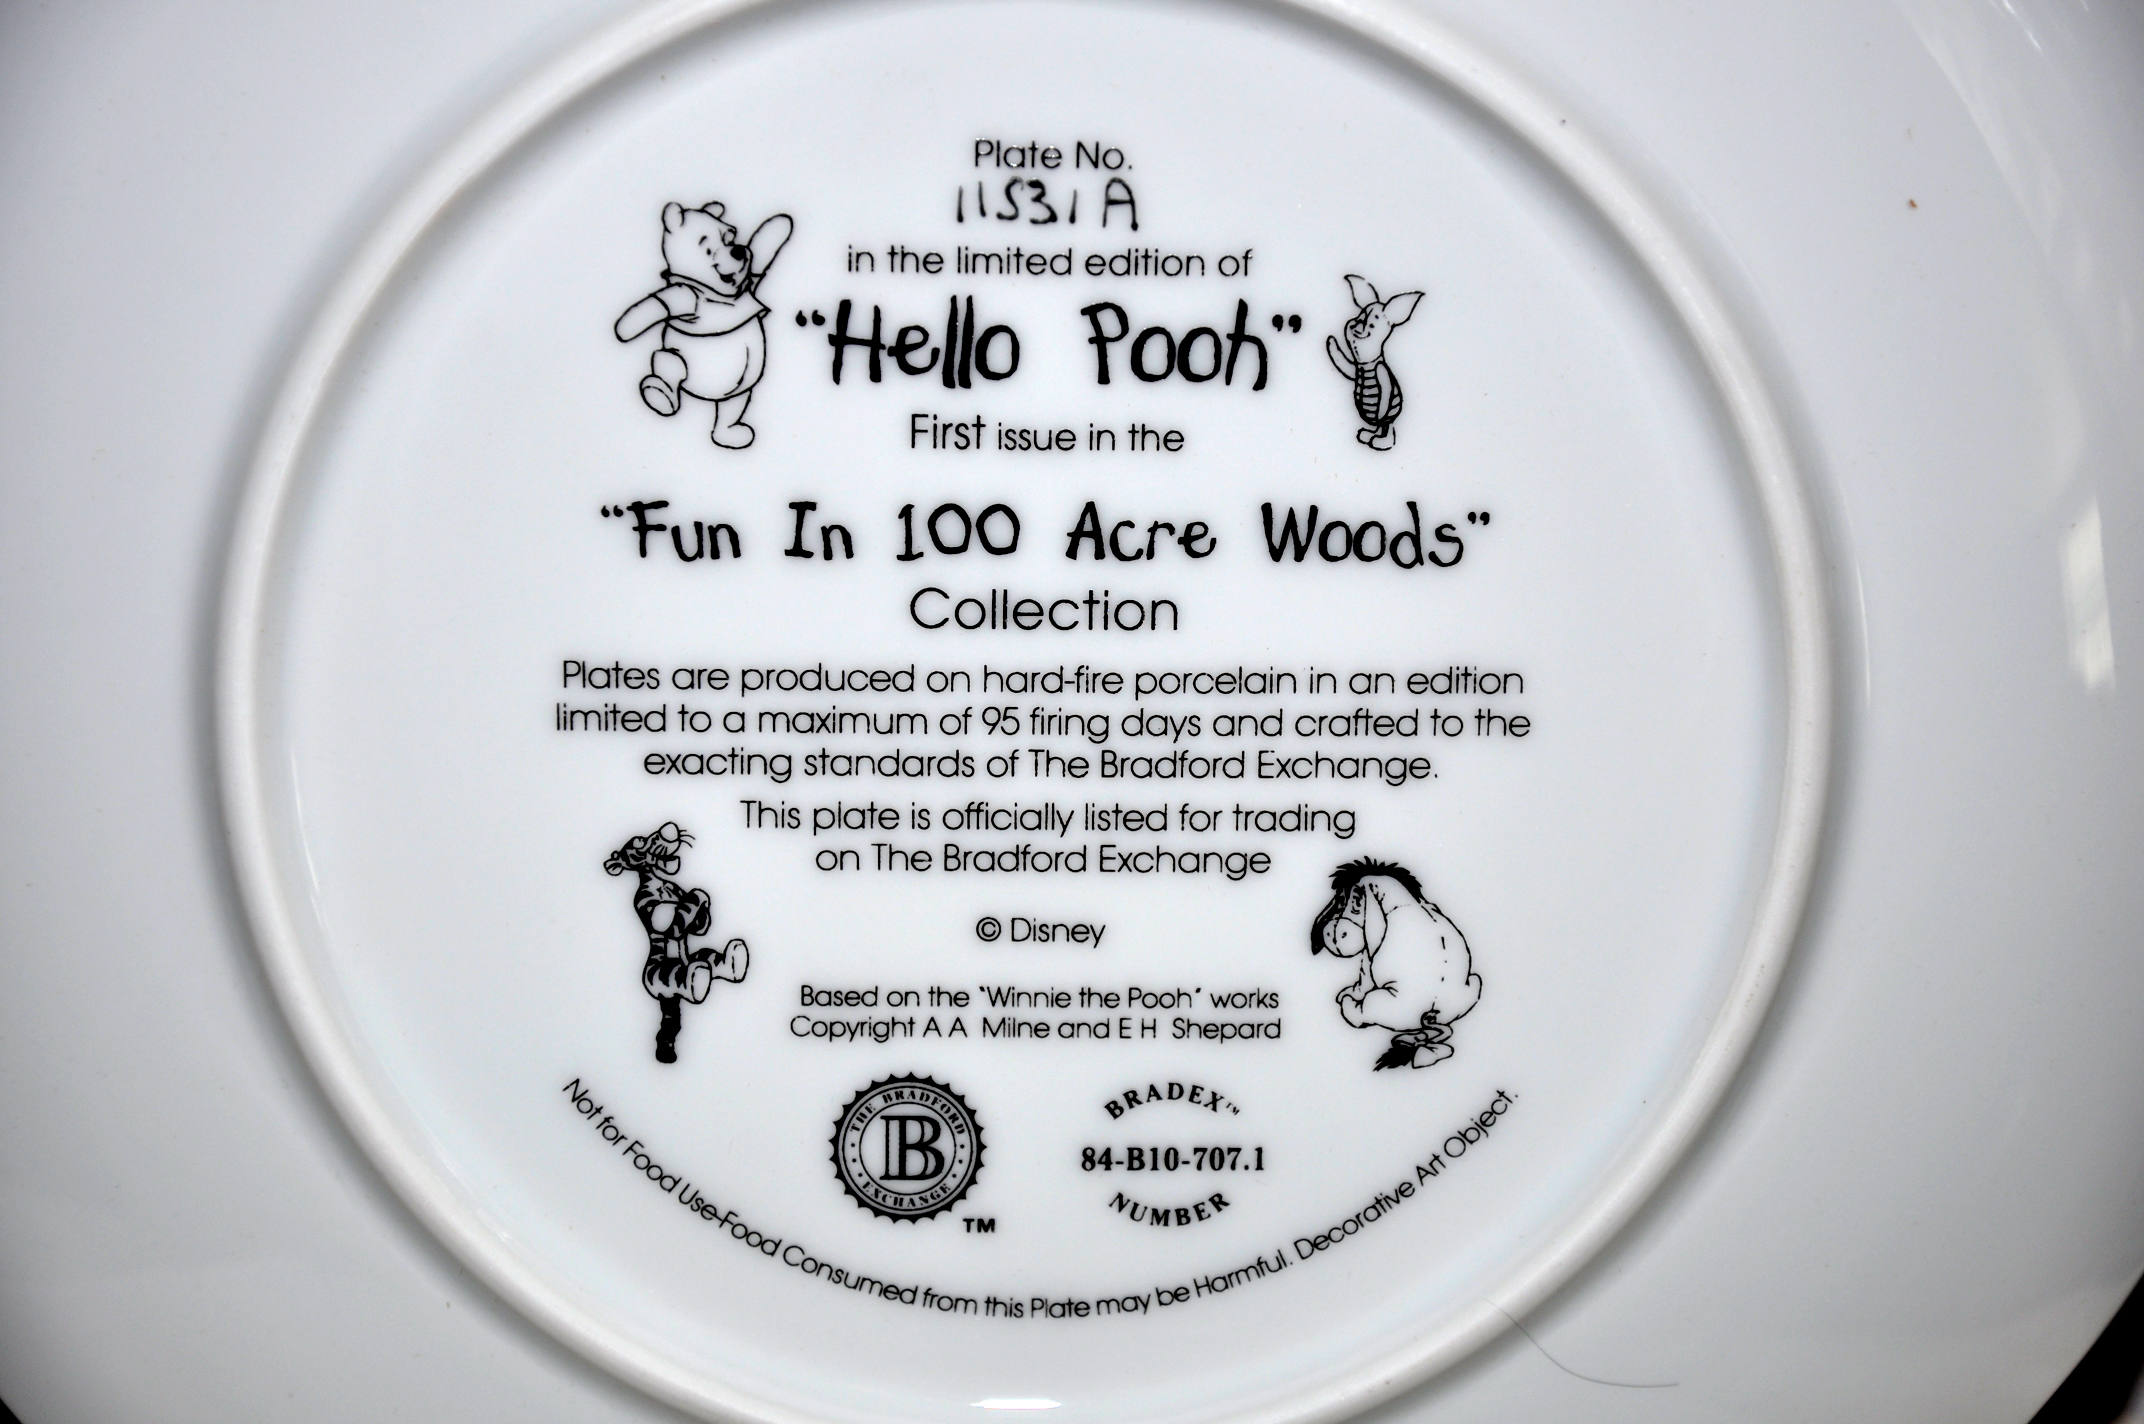 Plate No.
11531A
in the limited edition of
"Hello Pooh"
First issue in the
"Fun In 100 Acre Woods"
Collection
Plates are produced on hard-fire porcelain in an edition
limited to a maximum of 95 firing days and crafted to the
exacting standards of The Bradford Exchange.
This plate is officially listed for trading
on The Bradford Exchange
© Disney
Based on the "Winnie the Pooh" works
Copyright A A Milne and E H Shepard
THE BRADFORD
B
EXCHANGE
TM
BRADEX™
84-B10-707.1
NUMBER
Not for Food Use-Food Consumed from this Plate may be Harmful. Decorative Art Object.